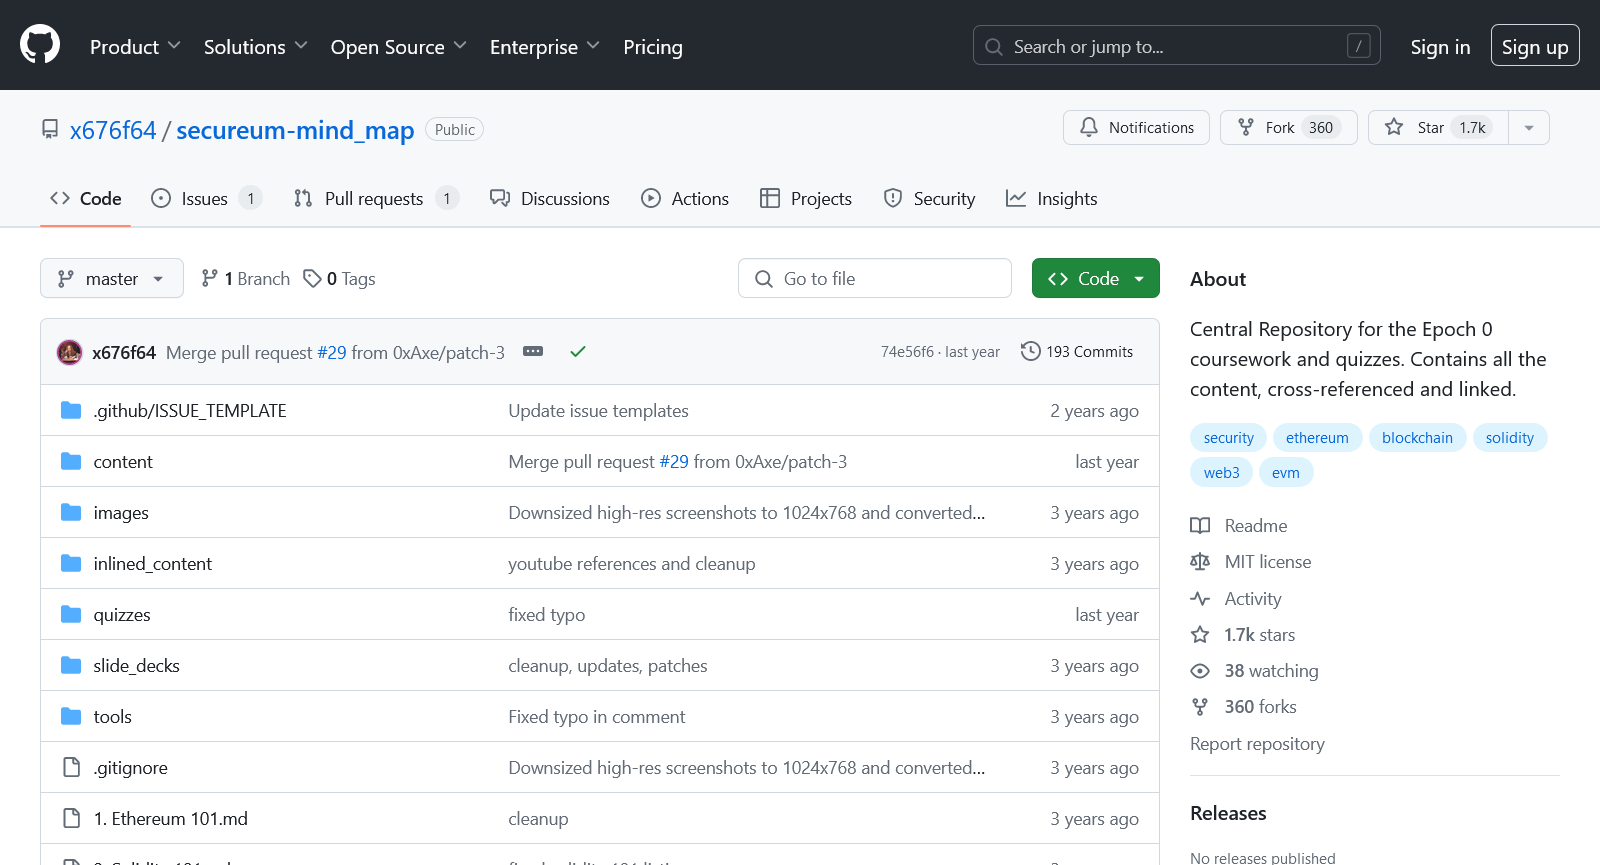 Product Solutions Open Source Enterprise Pricing Search or jump to... / Sign in Sign up
x676f64 / secureum-mind_map Public Notifications Fork 360 Star 1.7k
Code Issues 1 Pull requests 1 Discussions Actions Projects Security Insights
master 1 Branch 0 Tags Go to file Code
x676f64 Merge pull request #29 from 0xAxe/patch-3 74e56f6 · last year 193 Commits
.github/ISSUE_TEMPLATE Update issue templates 2 years ago
content Merge pull request #29 from 0xAxe/patch-3 last year
images Downsized high-res screenshots to 1024x768 and converted... 3 years ago
inlined_content youtube references and cleanup 3 years ago
quizzes fixed typo last year
slide_decks cleanup, updates, patches 3 years ago
tools Fixed typo in comment 3 years ago
.gitignore Downsized high-res screenshots to 1024x768 and converted... 3 years ago
1. Ethereum 101.md cleanup 3 years ago
About
Central Repository for the Epoch 0
coursework and quizzes. Contains all the
content, cross-referenced and linked.
security ethereum blockchain solidity
web3 evm
Readme
MIT license
Activity
1.7k stars
38 watching
360 forks
Report repository
Releases
No releases published